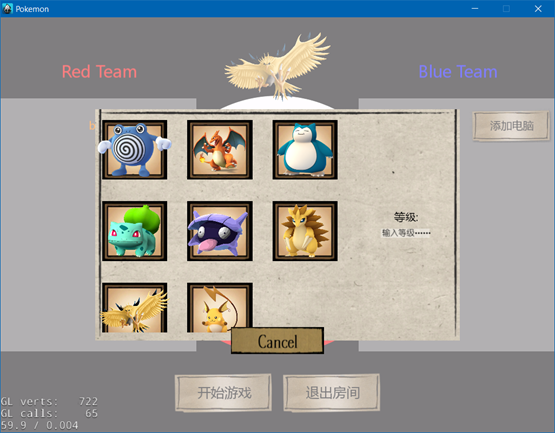 Pokemon
Red Team
Blue Team
添加电脑
等级:
输入等级······
Cancel
开始游戏
退出房间
GL verts: 722
GL calls: 65
59.9 / 0.004